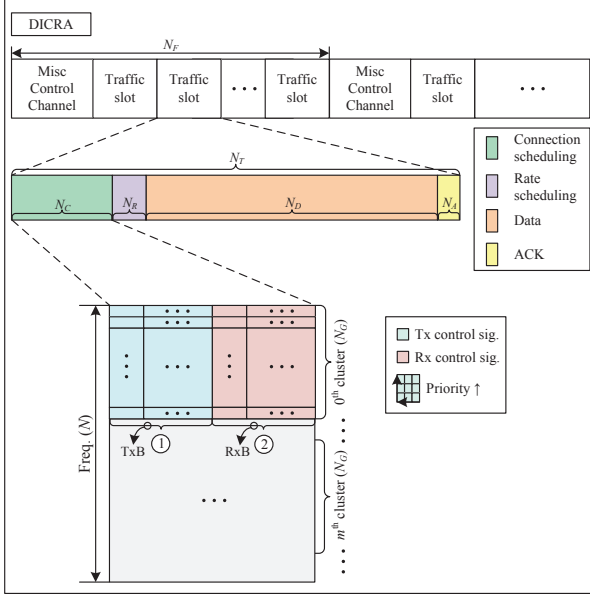 DICRA
N_F
Misc Control Channel
Traffic slot
Traffic slot
• • •
Traffic slot
Misc Control Channel
Traffic slot
• • •
N_T
N_C
N_R
N_D
N_A
Connection scheduling
Rate scheduling
Data
ACK
Freq. (N)
• • •
• • •
• • •
• • •
• • •
• • •
• • •
• • •
• • •
• • •
TxB
1
RxB
2
• • •
0th cluster (N_G)
• • • •
mth cluster (N_G)
• • • •
Tx control sig.
Rx control sig.
Priority ↑